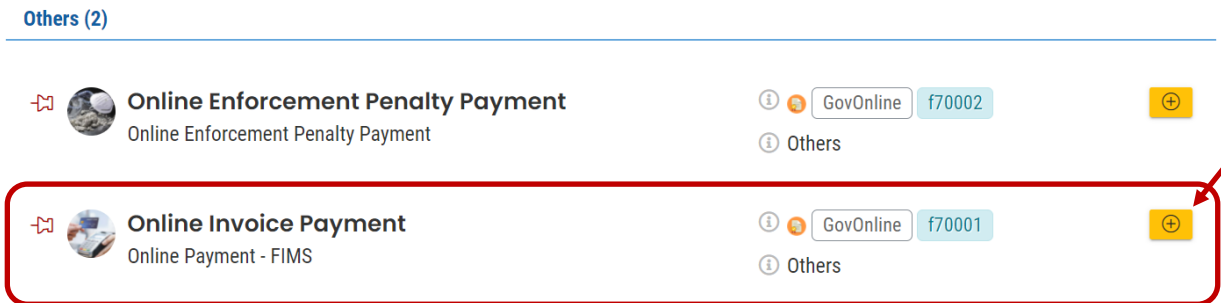 Others (2)
Online Enforcement Penalty Payment
GovOnline f70002
Online Enforcement Penalty Payment
Others
Online Invoice Payment
GovOnline f70001
Online Payment - FIMS
Others